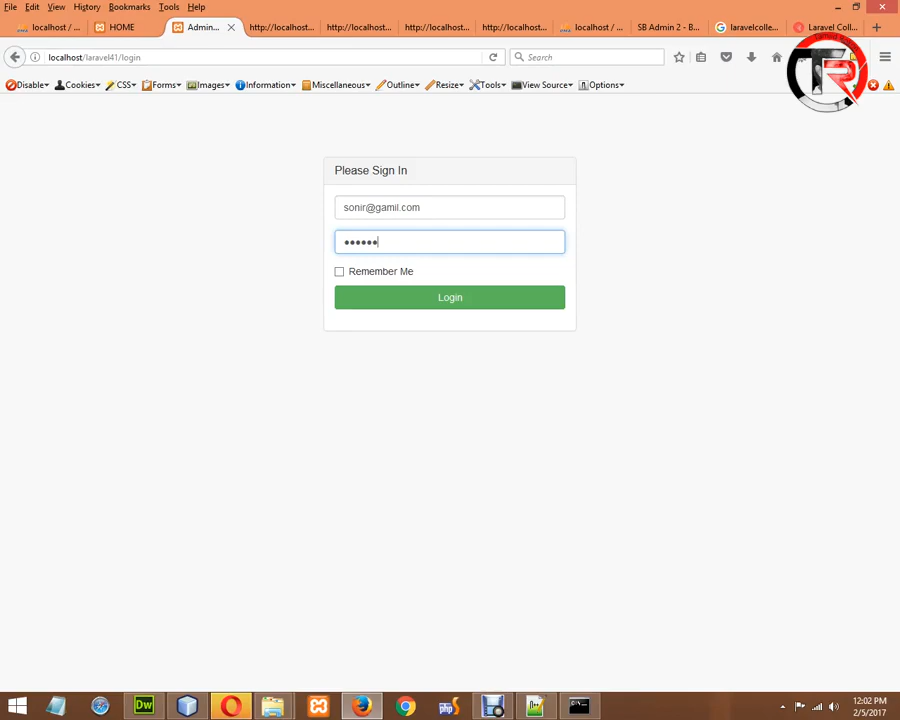 File Edit View History Bookmarks Tools Help
localhost / ... HOME Admin... http://localhost... http://localhost... http://localhost... http://localhost... localhost / ... SB Admin 2 - B... laravelcolle... Laravel Coll...
localhost/laravel41/login Search
Disable Cookies CSS Forms Images Information Miscellaneous Outline Resize Tools View Source Options
TR
Please Sign In
sonir@gamil.com
Remember Me
Login
Dw php
12:02 PM
2/5/2017